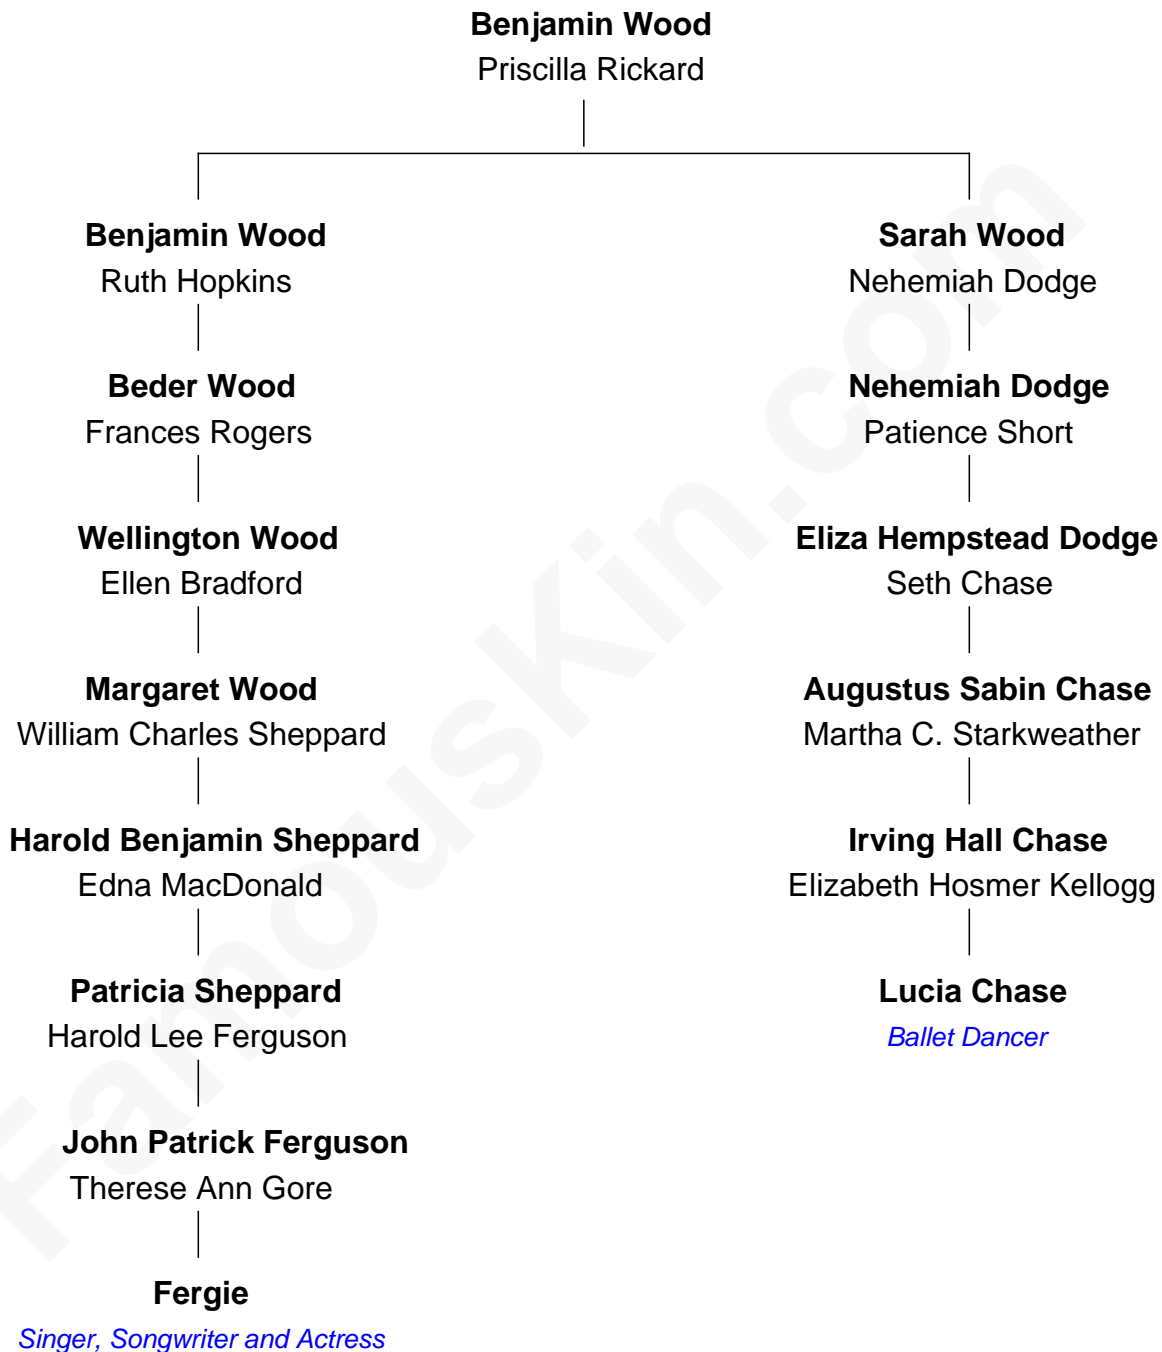 Benjamin Wood
Priscilla Rickard
Benjamin Wood
Ruth Hopkins
Sarah Wood
Nehemiah Dodge
Beder Wood
Frances Rogers
Nehemiah Dodge
Patience Short
Wellington Wood
Ellen Bradford
Eliza Hempstead Dodge
Seth Chase
Margaret Wood
William Charles Sheppard
Augustus Sabin Chase
Martha C. Starkweather
Harold Benjamin Sheppard
Edna MacDonald
Irving Hall Chase
Elizabeth Hosmer Kellogg
Patricia Sheppard
Harold Lee Ferguson
Lucia Chase
Ballet Dancer
John Patrick Ferguson
Therese Ann Gore
Fergie
Singer, Songwriter and Actress
FamousKin.com